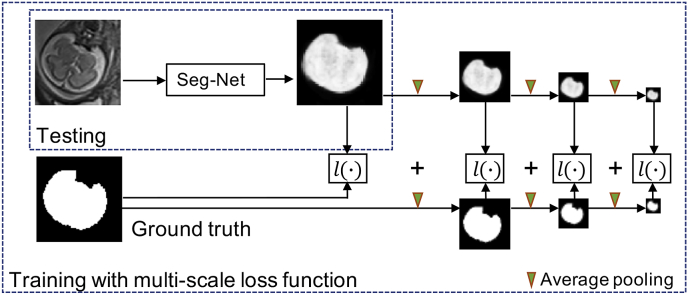 Seg-Net
Testing
l(·) + l(·) + l(·) + l(·)
Ground truth
Training with multi-scale loss function
Average pooling